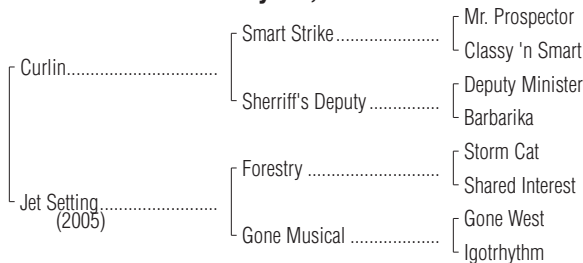 Mr. Prospector
Smart Strike
Classy 'n Smart
Curlin
Deputy Minister
Sherriff's Deputy
Barbarika
Storm Cat
Forestry
Shared Interest
Jet Setting
(2005)
Gone West
Gone Musical
Igotrhythm